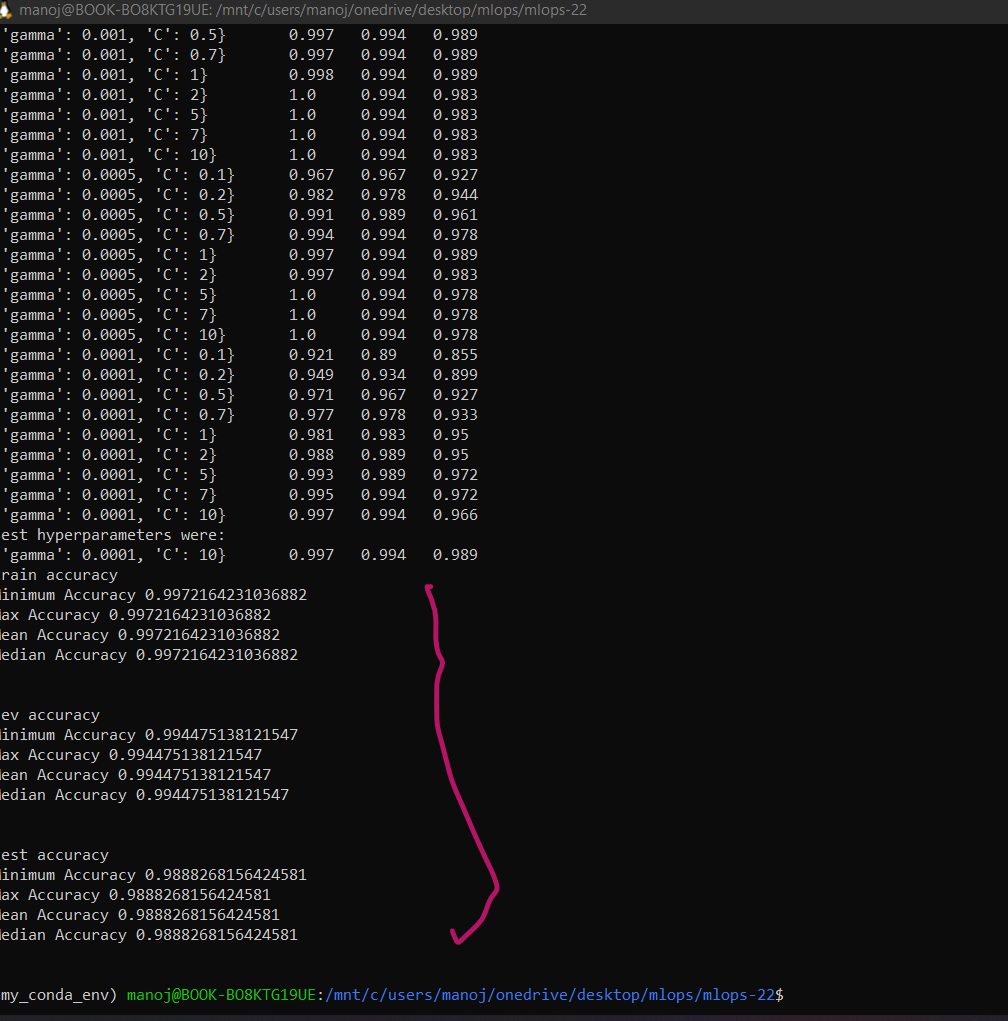 manoj@BOOK-BO8KTG19UE: /mnt/c/users/manoj/onedrive/desktop/mlops/mlops-22
'gamma': 0.001, 'C': 0.5} 0.997 0.994 0.989
'gamma': 0.001, 'C': 0.7} 0.997 0.994 0.989
'gamma': 0.001, 'C': 1} 0.998 0.994 0.989
'gamma': 0.001, 'C': 2} 1.0 0.994 0.983
'gamma': 0.001, 'C': 5} 1.0 0.994 0.983
'gamma': 0.001, 'C': 7} 1.0 0.994 0.983
'gamma': 0.001, 'C': 10} 1.0 0.994 0.983
'gamma': 0.0005, 'C': 0.1} 0.967 0.967 0.927
'gamma': 0.0005, 'C': 0.2} 0.982 0.978 0.944
'gamma': 0.0005, 'C': 0.5} 0.991 0.989 0.961
'gamma': 0.0005, 'C': 0.7} 0.994 0.994 0.978
'gamma': 0.0005, 'C': 1} 0.997 0.994 0.989
'gamma': 0.0005, 'C': 2} 0.997 0.994 0.983
'gamma': 0.0005, 'C': 5} 1.0 0.994 0.978
'gamma': 0.0005, 'C': 7} 1.0 0.994 0.978
'gamma': 0.0005, 'C': 10} 1.0 0.994 0.978
'gamma': 0.0001, 'C': 0.1} 0.921 0.89 0.855
'gamma': 0.0001, 'C': 0.2} 0.949 0.934 0.899
'gamma': 0.0001, 'C': 0.5} 0.971 0.967 0.927
'gamma': 0.0001, 'C': 0.7} 0.977 0.978 0.933
'gamma': 0.0001, 'C': 1} 0.981 0.983 0.95
'gamma': 0.0001, 'C': 2} 0.988 0.989 0.95
'gamma': 0.0001, 'C': 5} 0.993 0.989 0.972
'gamma': 0.0001, 'C': 7} 0.995 0.994 0.972
'gamma': 0.0001, 'C': 10} 0.997 0.994 0.966
est hyperparameters were:
'gamma': 0.0001, 'C': 10} 0.997 0.994 0.989
rain accuracy
inimum Accuracy 0.9972164231036882
ax Accuracy 0.9972164231036882
ean Accuracy 0.9972164231036882
edian Accuracy 0.9972164231036882
ev accuracy
inimum Accuracy 0.994475138121547
ax Accuracy 0.994475138121547
ean Accuracy 0.994475138121547
edian Accuracy 0.994475138121547
est accuracy
inimum Accuracy 0.9888268156424581
ax Accuracy 0.9888268156424581
ean Accuracy 0.9888268156424581
edian Accuracy 0.9888268156424581
my_conda_env) manoj@BOOK-BO8KTG19UE:/mnt/c/users/manoj/onedrive/desktop/mlops/mlops-22$